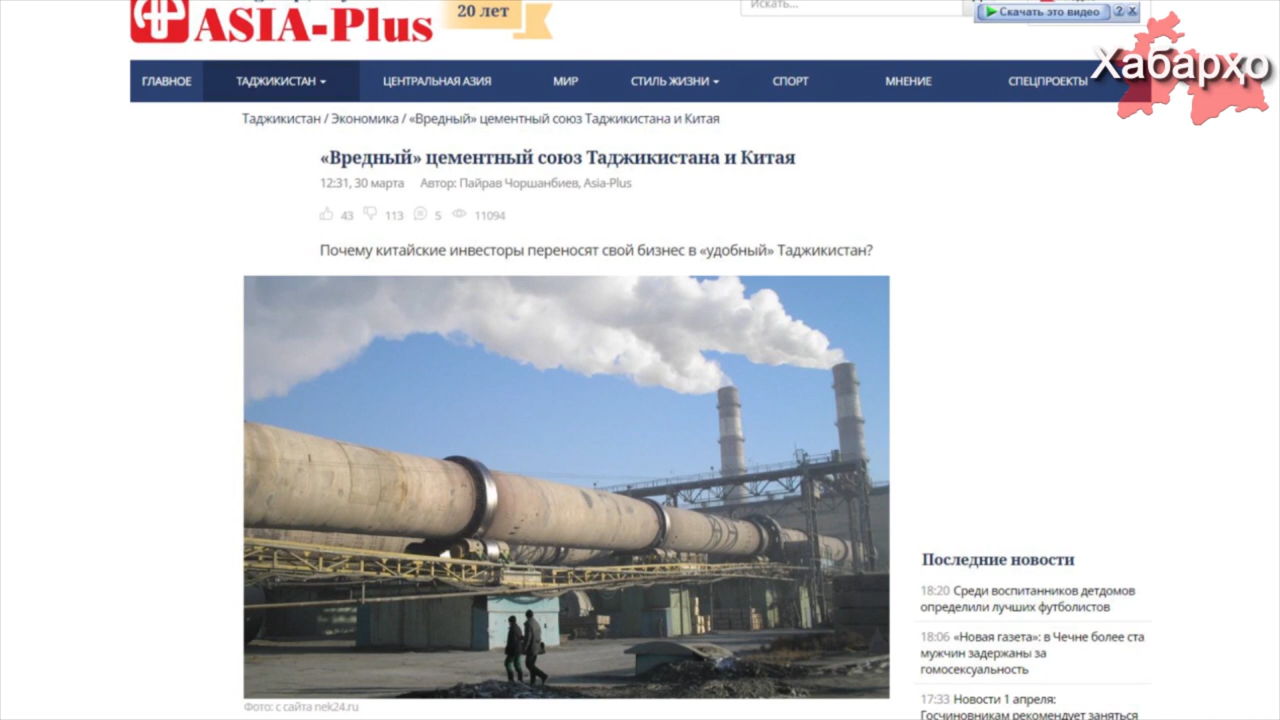 ASIA-Plus
20 лет
Искать...
Скачать это видео
ГЛАВНОЕ ТАДЖИКИСТАН ЦЕНТРАЛЬНАЯ АЗИЯ МИР СТИЛЬ ЖИЗНИ СПОРТ МНЕНИЕ СПЕЦПРОЕКТЫ
Хабарҳо
Таджикистан / Экономика / «Вредный» цементный союз Таджикистана и Китая
«Вредный» цементный союз Таджикистана и Китая
12:31, 30 марта Автор: Пайрав Чоршанбиев, Asia-Plus
43 113 5 11094
Почему китайские инвесторы переносят свой бизнес в «удобный» Таджикистан?
Фото: с сайта nek24.ru
Последние новости
18:20 Среди воспитанников детдомов
определили лучших футболистов
18:06 «Новая газета»: в Чечне более ста
мужчин задержаны за
гомосексуальность
17:33 Новости 1 апреля:
Госчиновникам рекомендует заняться